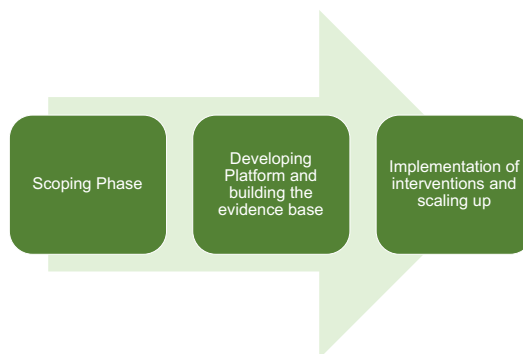 Scoping Phase
Developing
Platform and
building the
evidence base
Implementation of
interventions and
scaling up